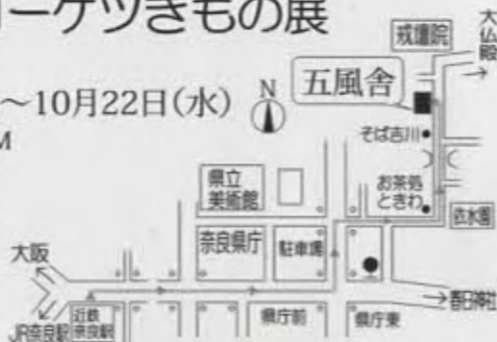 ーケツきもの展
～10月22日(水)
M
N
戒壇院
大仏殿
五風舎
そば吉川
お茶処
ときわ
依水園
県立
美術館
奈良県庁
駐車場
大阪
JR奈良駅
近鉄
奈良駅
県庁前
県庁東
春日神社